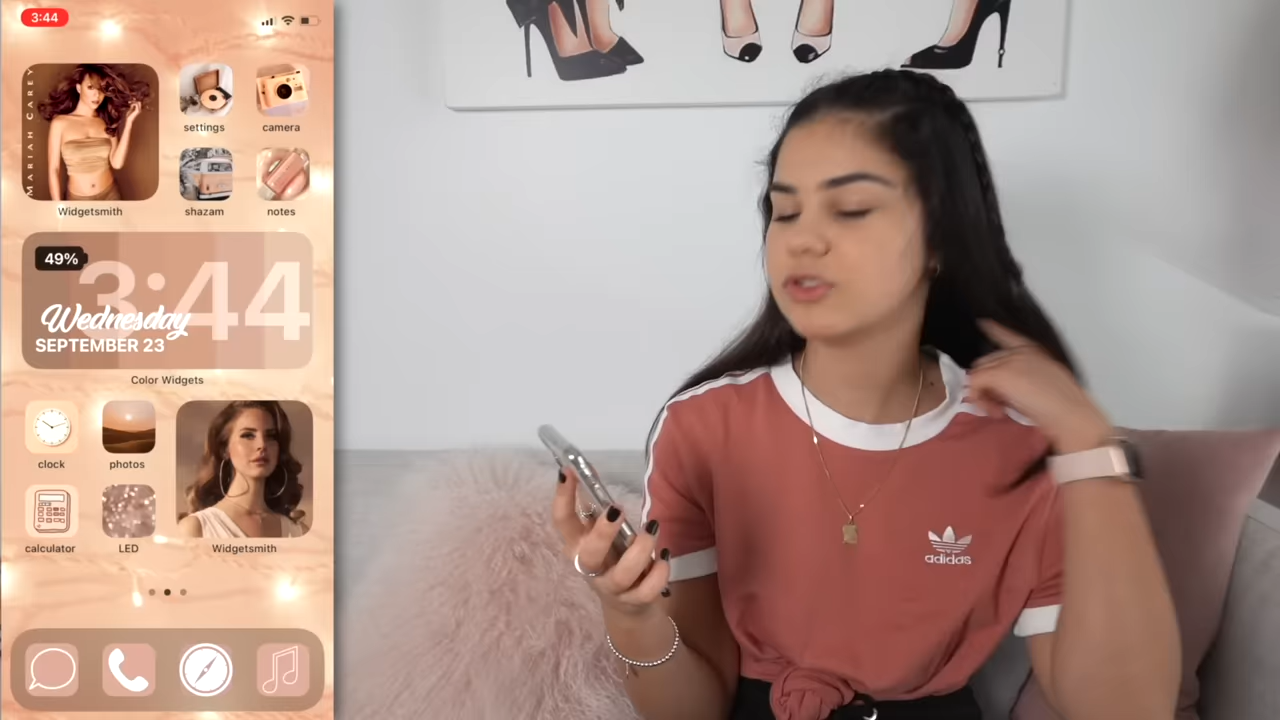 3:44
MARIAH CAREY
settings
camera
Widgetsmith
shazam
notes
49%
3:44
Wednesday
SEPTEMBER 23
Color Widgets
clock
photos
calculator
LED
Widgetsmith
adidas